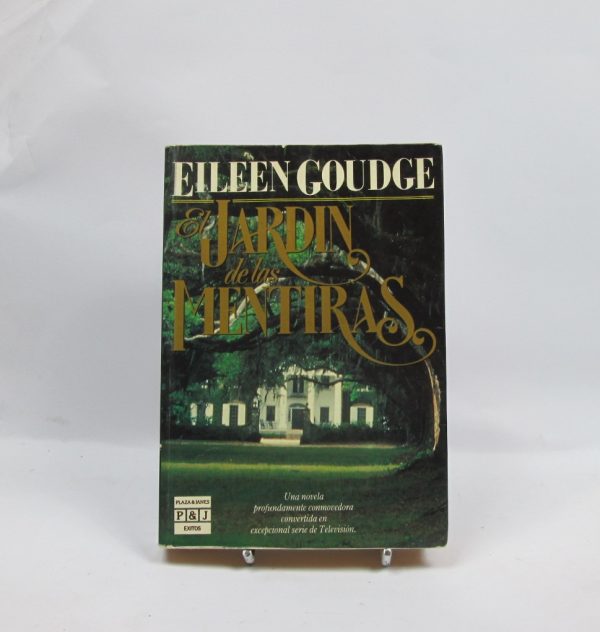 EILEEN GOUDGE
El JARDIN
de las
MENTIRAS
Una novela
profundamente conmovedora
convertida en
excepcional serie de Televisión.
PLAZA & JANES
P & J
EXITOS